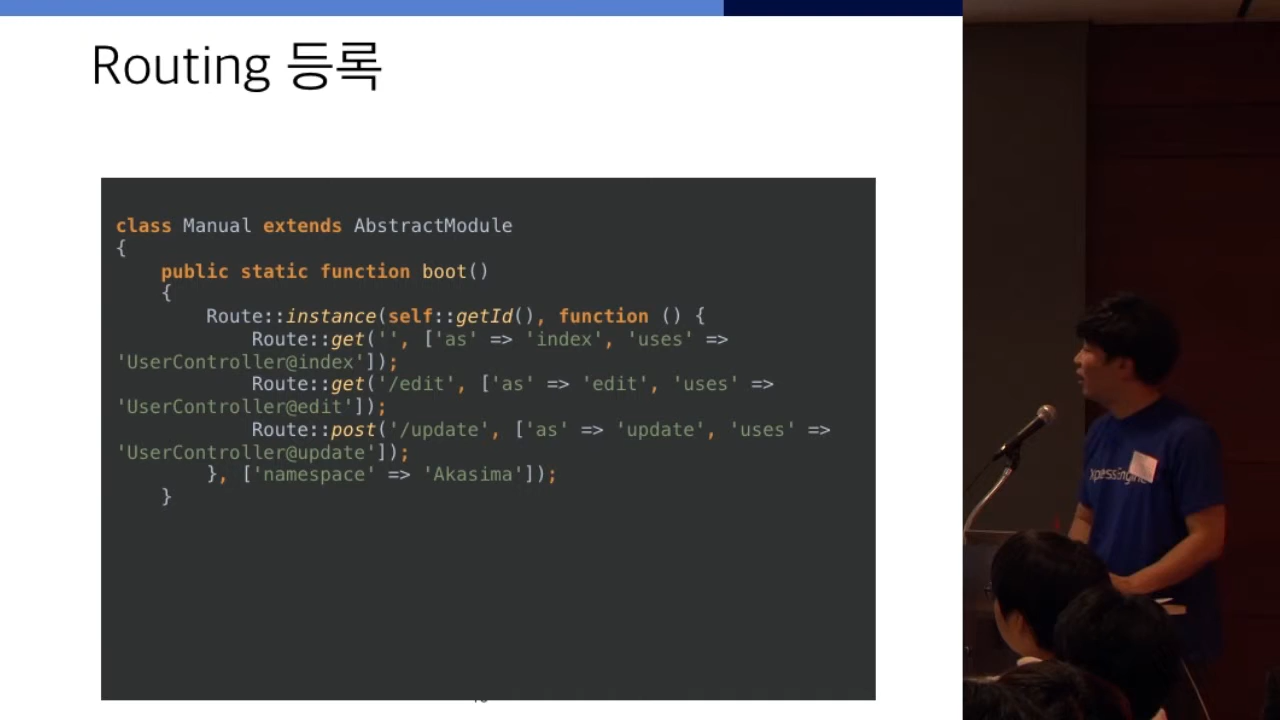 Routing 등록
class Manual extends AbstractModule
{
    public static function boot()
    {
        Route::instance(self::getId(), function () {
            Route::get('', ['as' => 'index', 'uses' =>
'UserController@index']);
            Route::get('/edit', ['as' => 'edit', 'uses' =>
'UserController@edit']);
            Route::post('/update', ['as' => 'update', 'uses' =>
'UserController@update']);
        }, ['namespace' => 'Akasima']);
    }